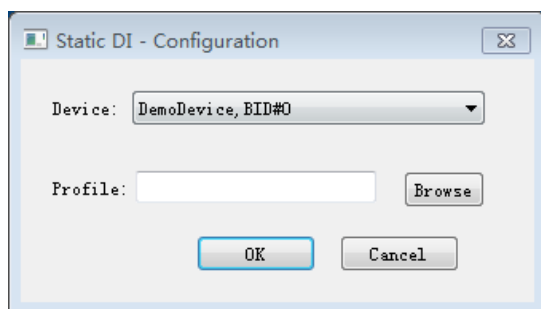 Static DI - Configuration
Device: DemoDevice, BID#0
Profile: Browse
OK Cancel